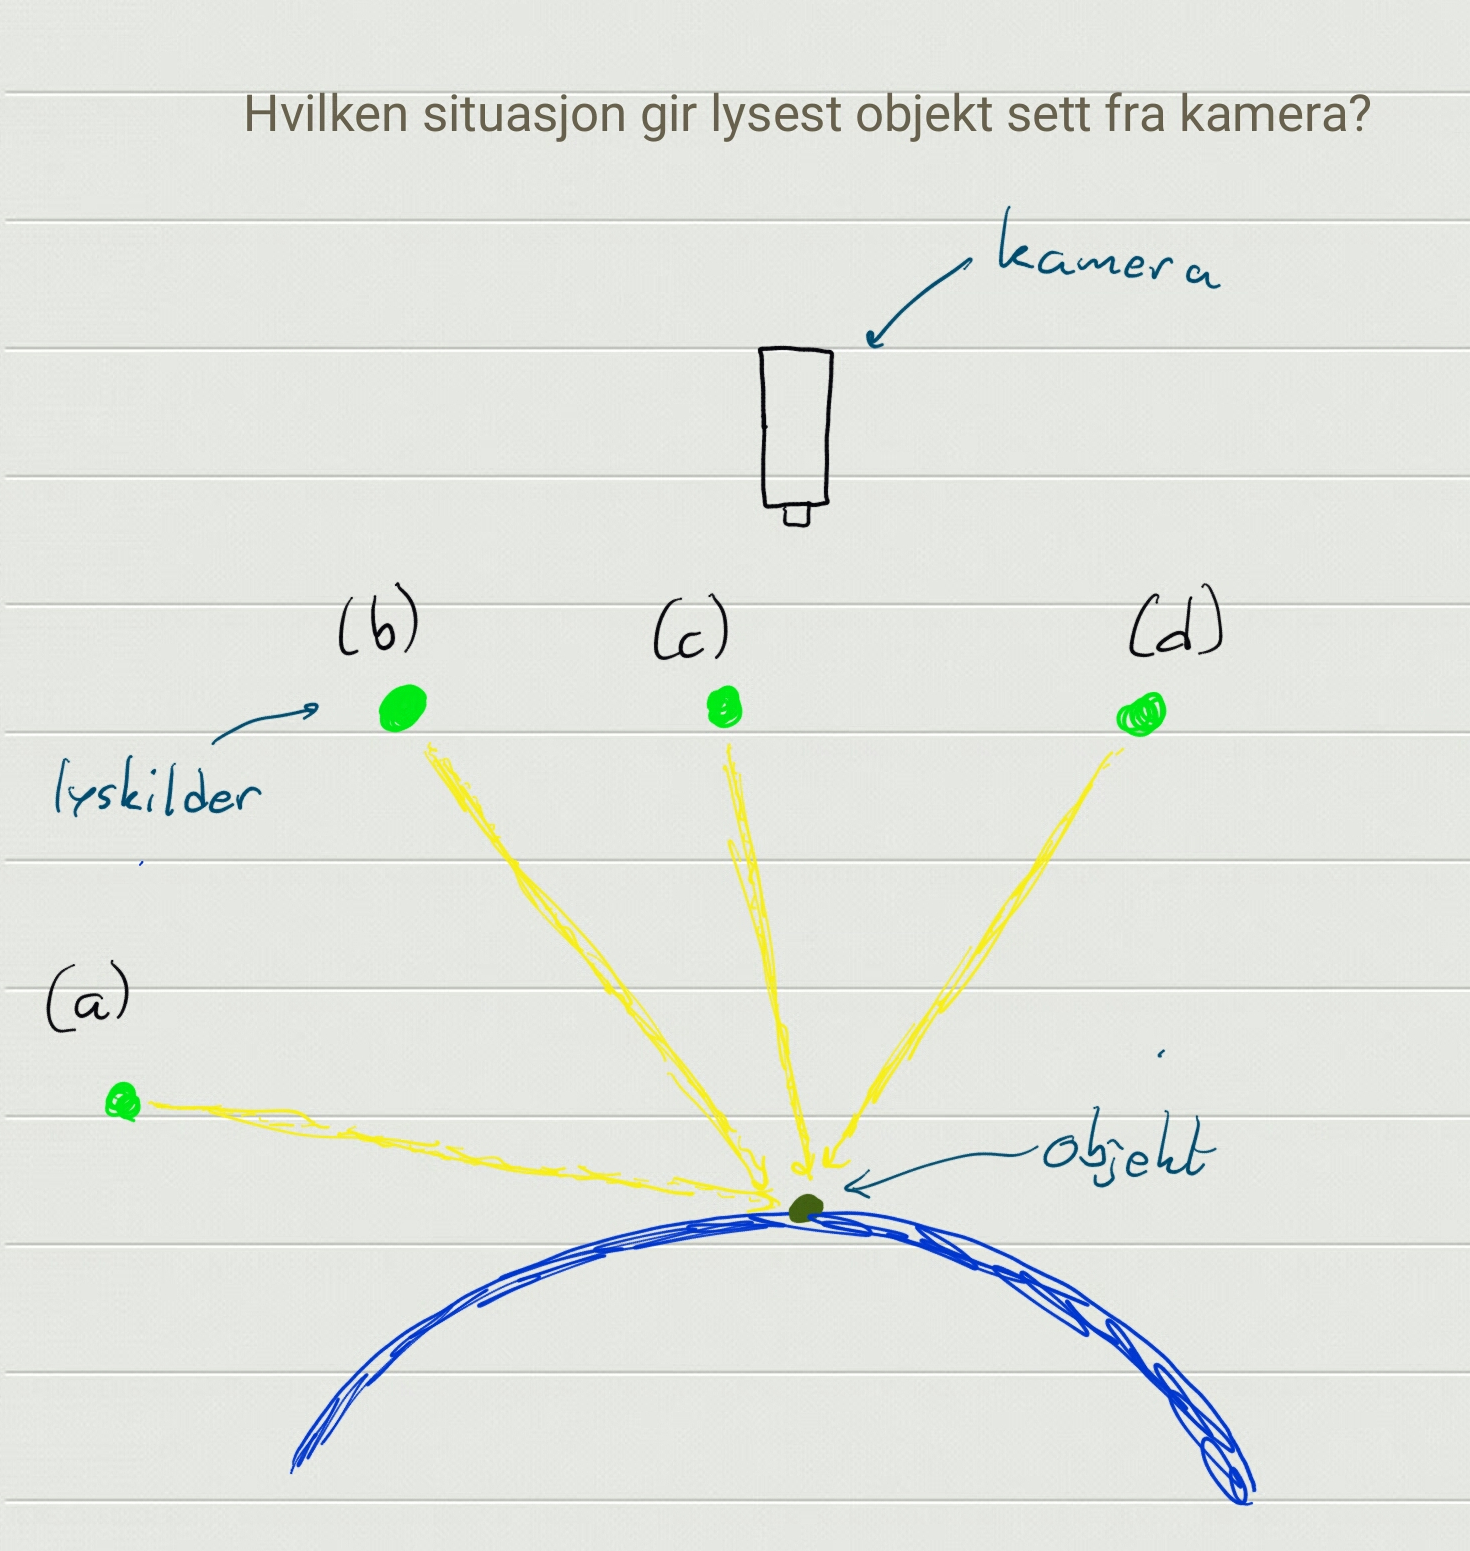 Hvilken situasjon gir lysest objekt sett fra kamera?
kamera
(b)
(c)
(d)
lyskilder
(a)
objekt